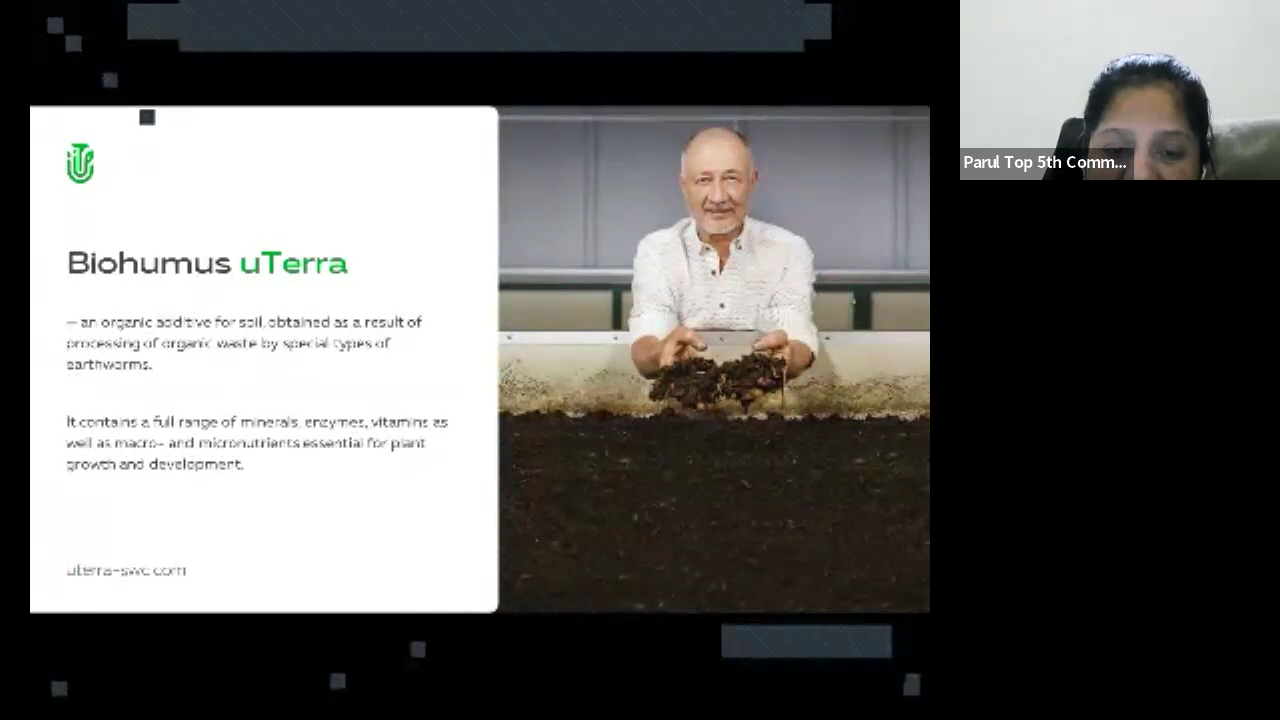 Biohumus uTerra
— an organic additive for soil, obtained as a result of
processing of organic waste by special types of
earthworms.
It contains a full range of minerals, enzymes, vitamins as
well as macro- and micronutrients essential for plant
growth and development.
uterra-swc.com
Parul Top 5th Comm...